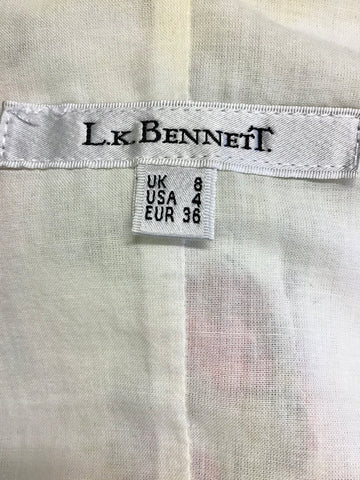 L.K.BENNETT.
UK 8
USA 4
EUR 36